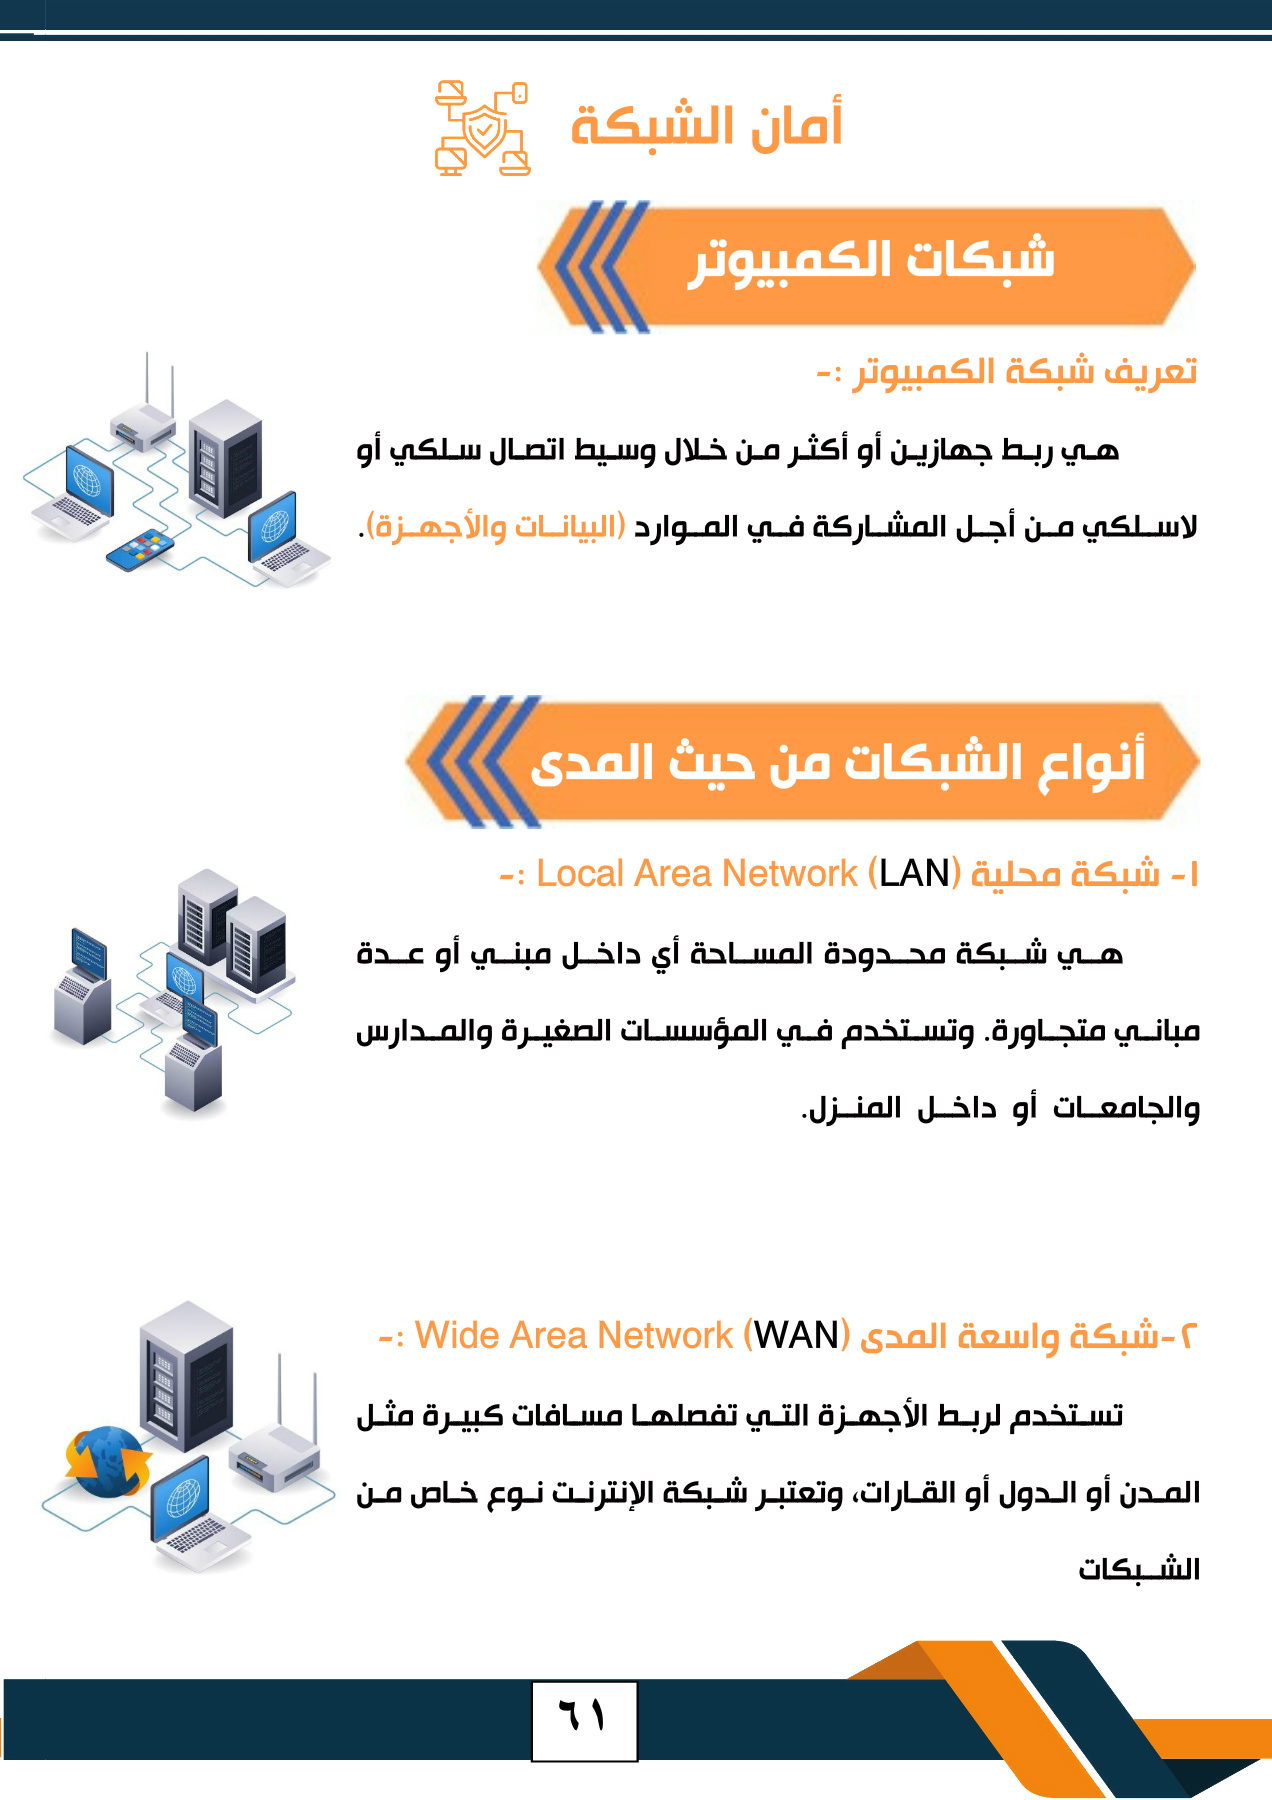 أمان الشبكة
شبكات الكمبيوتر
تعريف شبكة الكمبيوتر :-
هي ربط جهازين أو أكثر من خلال وسيط اتصال سلكي أو
لاسلكي من أجل المشاركة في الموارد (البيانات والأجهزة).
أنواع الشبكات من حيث المدى
١- شبكة محلية Local Area Network (LAN) :-
هي شبكة محدودة المساحة أي داخل مبني أو عدة
مباني متجاورة. وتستخدم في المؤسسات الصغيرة والمدارس
والجامعات أو داخل المنزل.
٢-شبكة واسعة المدى Wide Area Network (WAN) :-
تستخدم لربط الأجهزة التي تفصلها مسافات كبيرة مثل
المدن أو الدول أو القارات، وتعتبر شبكة الإنترنت نوع خاص من
الشبكات
٦١